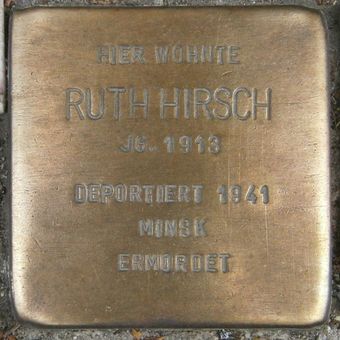 HIER WOHNTE
RUTH HIRSCH
JG. 1913
DEPORTIERT 1941
MINSK
ERMORDET